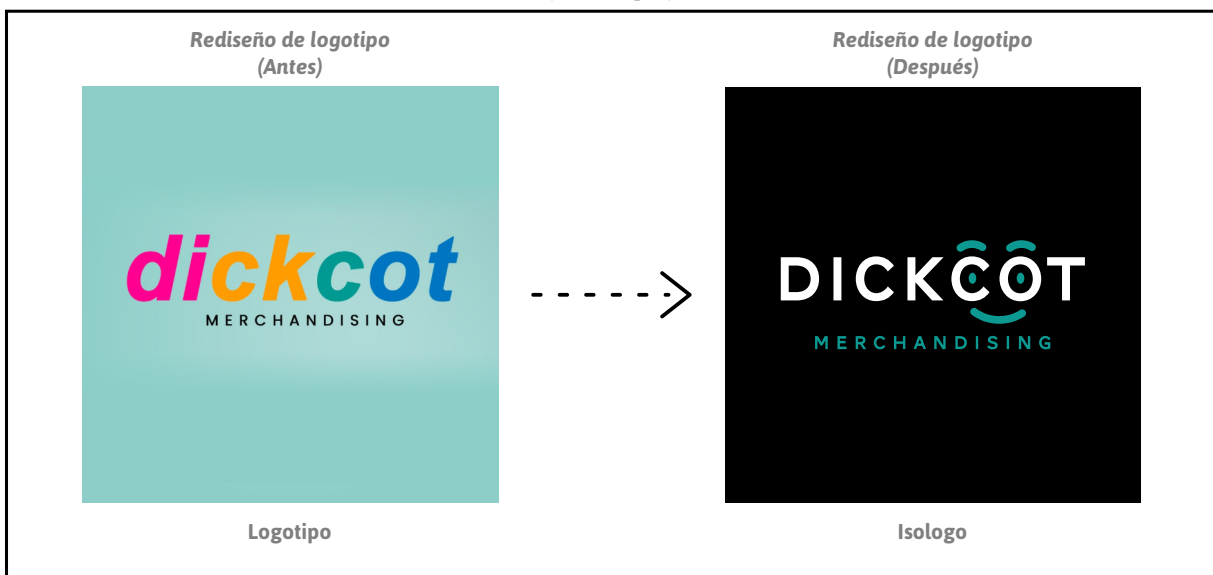 Rediseño de logotipo
(Antes)
dickcot
MERCHANDISING
Logotipo
Rediseño de logotipo
(Después)
DICKCOT
MERCHANDISING
Isologo